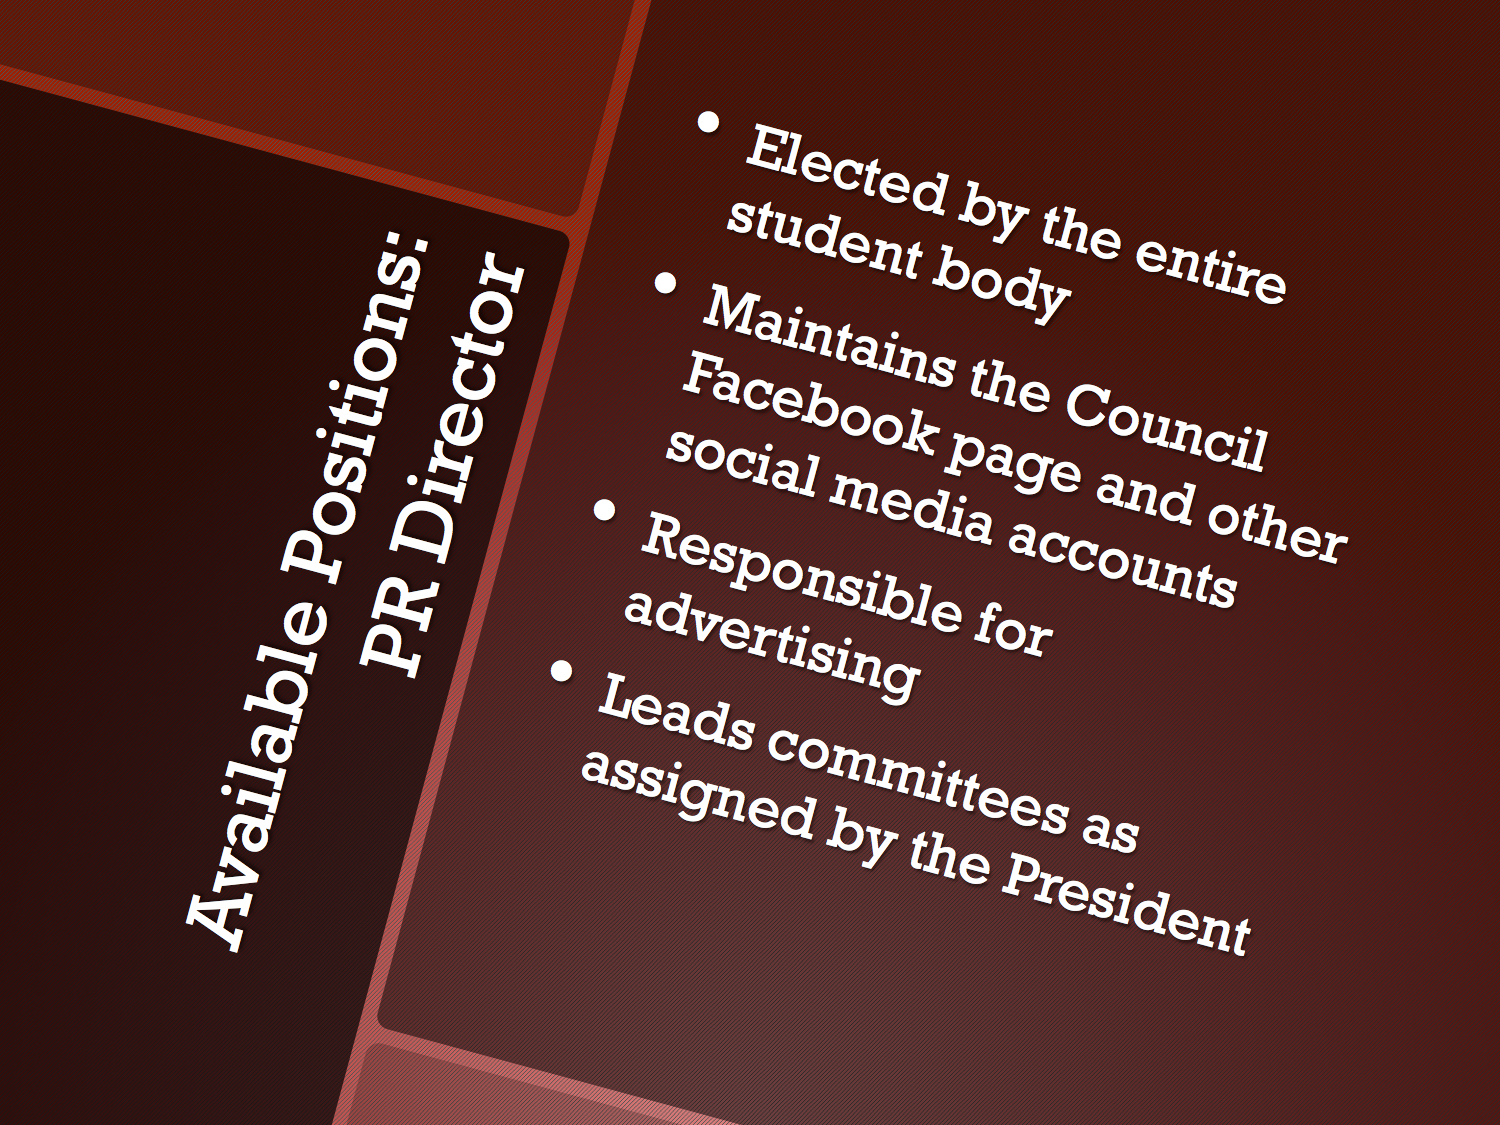 Available Positions:
PR Director
• Elected by the entire
student body
• Maintains the Council
Facebook page and other
social media accounts
• Responsible for
advertising
• Leads committees as
assigned by the President